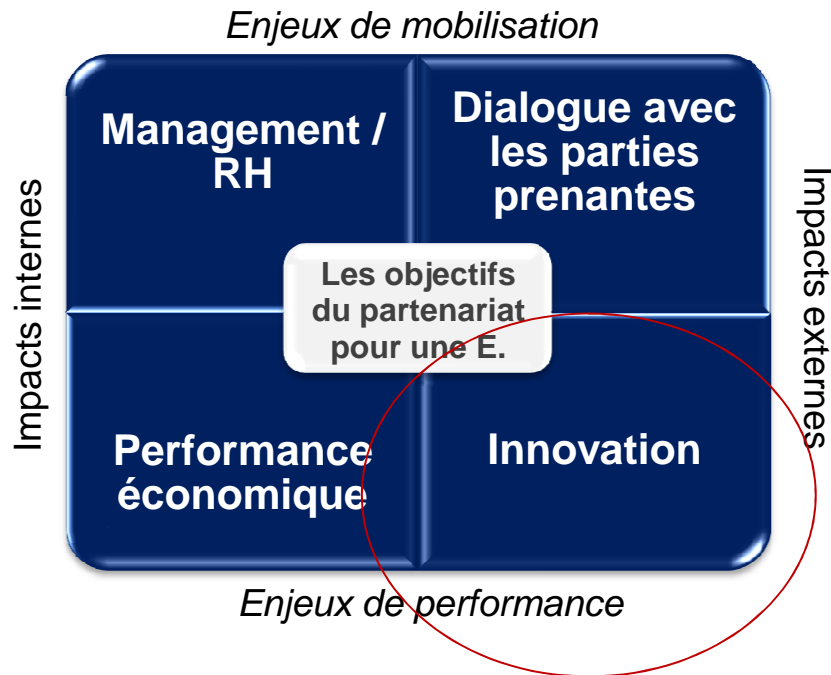 Enjeux de mobilisation
Management /
RH
Dialogue avec
les parties
prenantes
Impacts internes
Impacts externes
Les objectifs
du partenariat
pour une E.
Performance
économique
Innovation
Enjeux de performance